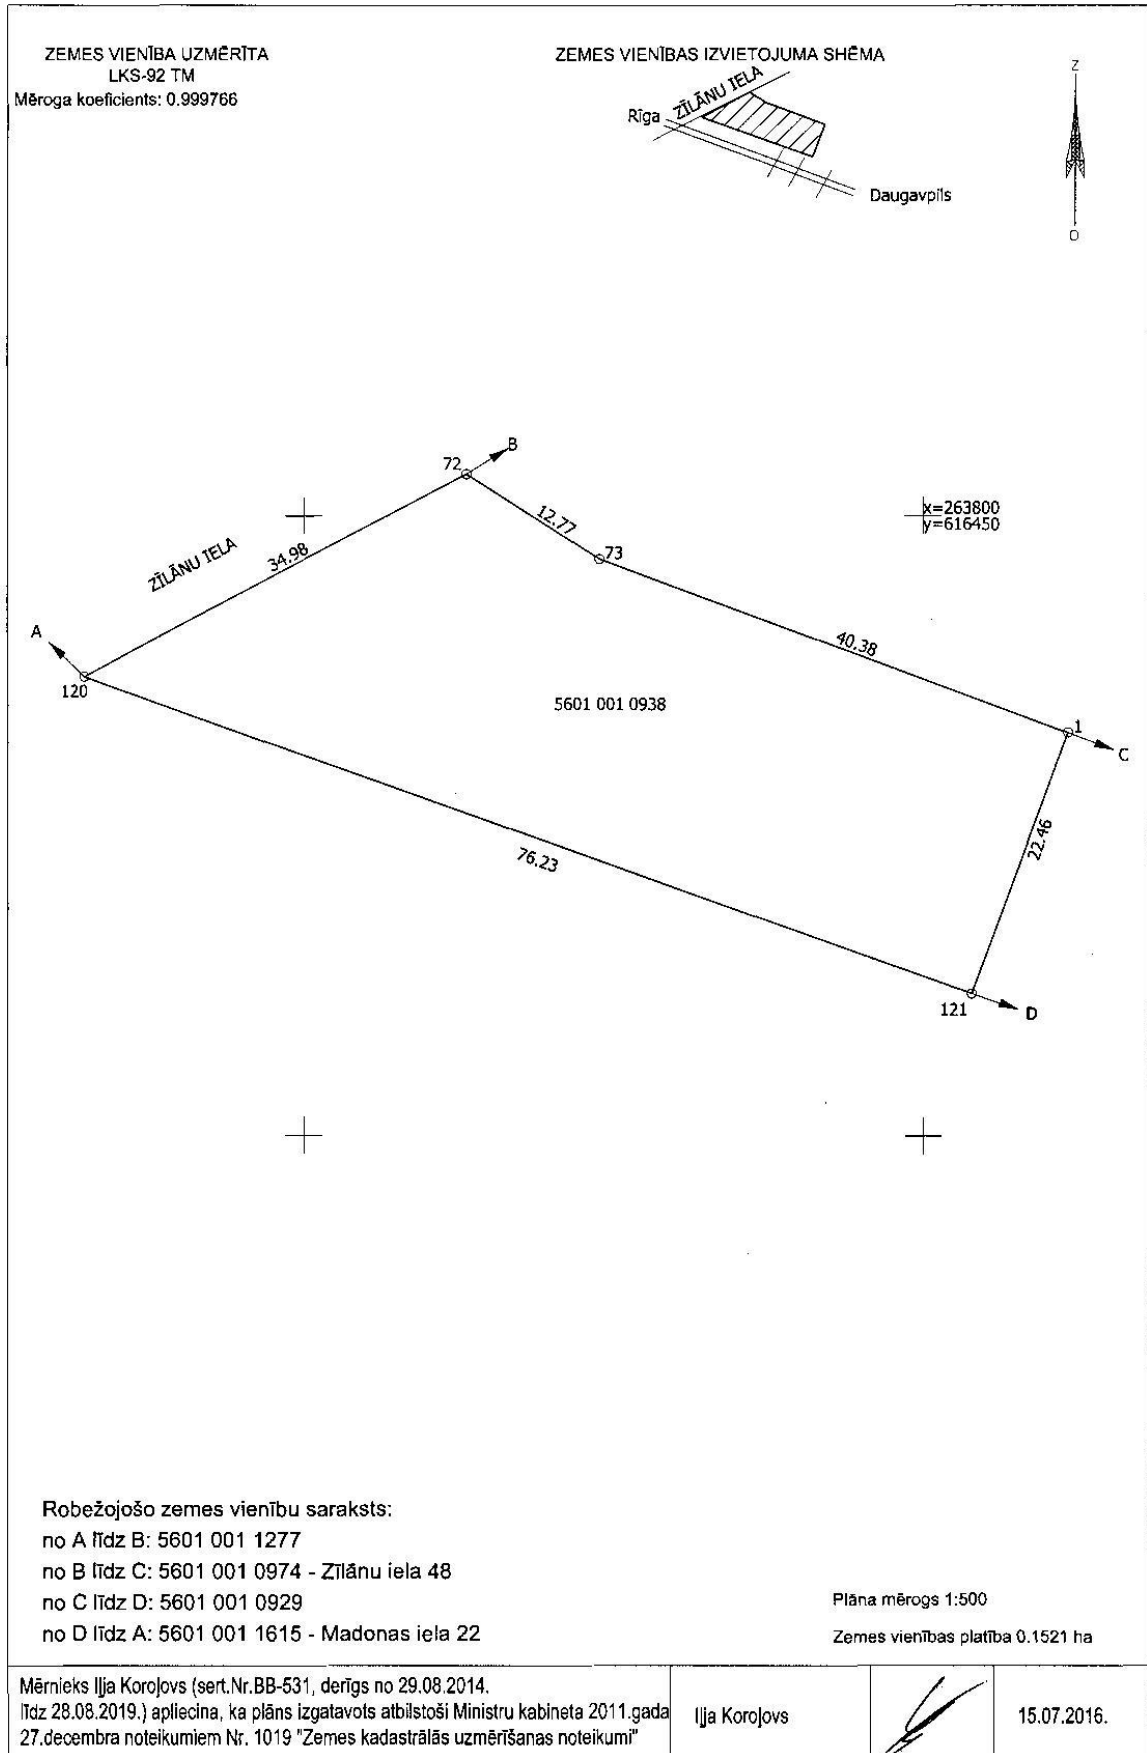 ZEMES VIENĪBA UZMĒRĪTA
LKS-92 TM
Mēroga koeficients: 0.999766
ZEMES VIENĪBAS IZVIETOJUMA SHĒMA
ZĪLĀNU IELA
Rīga
Daugavpils
Z
O
B
72
12.77
73
x=263800
y=616450
ZĪLĀNU IELA
34.98
A
120
40.38
5601 001 0938
1
C
22.46
76.23
121
D
Robežojošo zemes vienību saraksts:
no A līdz B: 5601 001 1277
no B līdz C: 5601 001 0974 - Zīlānu iela 48
no C līdz D: 5601 001 0929
no D līdz A: 5601 001 1615 - Madonas iela 22
Plāna mērogs 1:500
Zemes vienības platība 0.1521 ha
Mērnieks Iļja Koroļovs (sert.Nr.BB-531, derīgs no 29.08.2014.
līdz 28.08.2019.) apliecina, ka plāns izgatavots atbilstoši Ministru kabineta 2011.gada
27.decembra noteikumiem Nr. 1019 "Zemes kadastrālās uzmērīšanas noteikumi"
Iļja Koroļovs
15.07.2016.